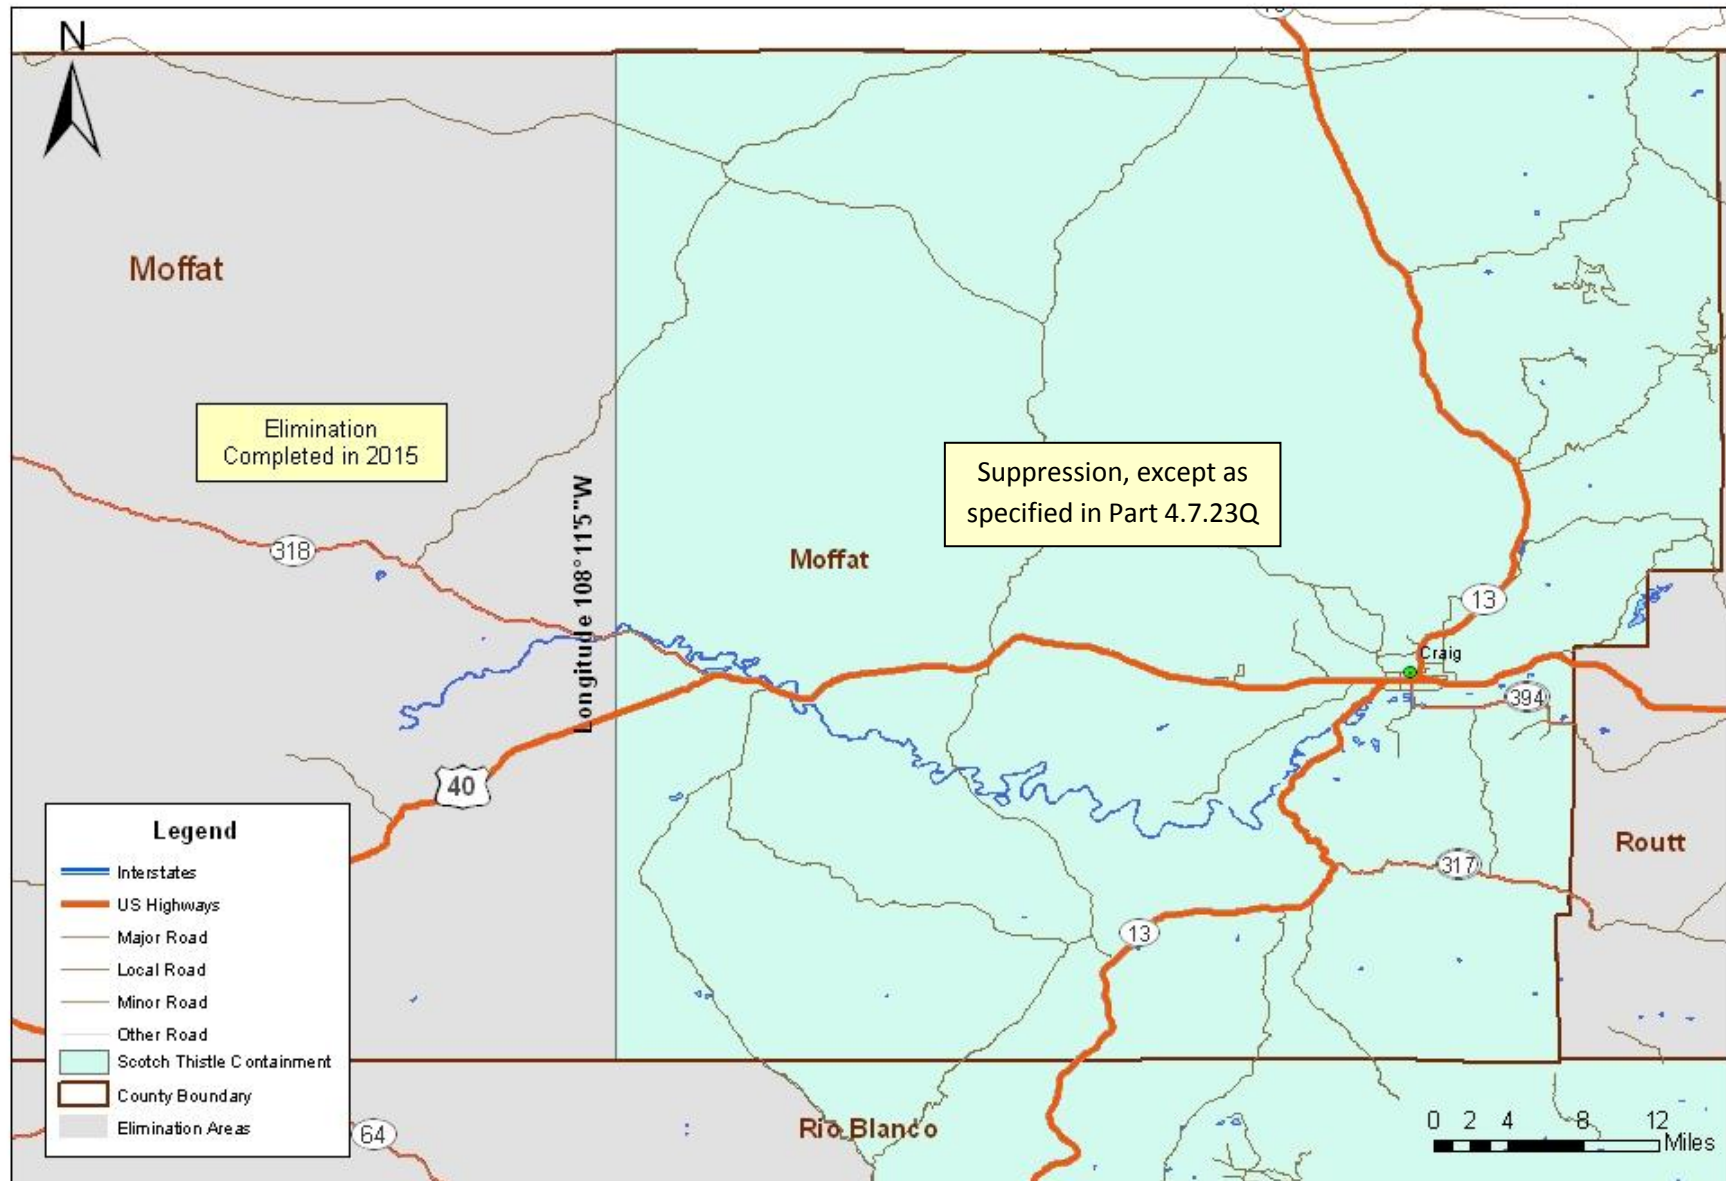 N
Moffat
Elimination
Completed in 2015
318
Longitude 108°11'5"W
Suppression, except as
specified in Part 4.7.23Q
Moffat
13
Craig
394
40
317
Routt
13
Rio Blanco
64
Legend
Interstates
US Highways
Major Road
Local Road
Minor Road
Other Road
Scotch Thistle Containment
County Boundary
Elimination Areas
0 2 4 8 12
Miles